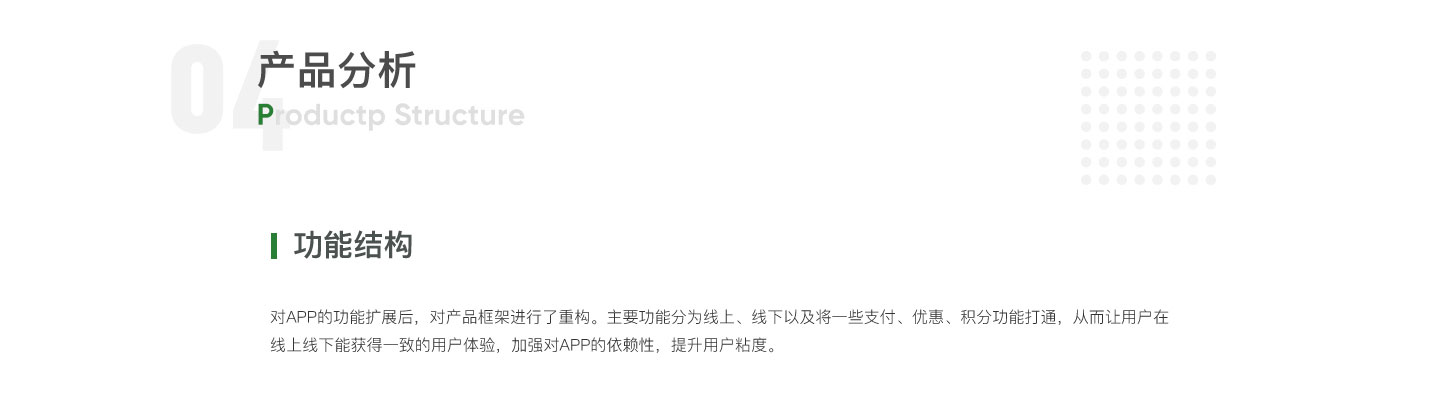 04
产品分析
Productp Structure
功能结构
对APP的功能扩展后，对产品框架进行了重构。主要功能分为线上、线下以及将一些支付、优惠、积分功能打通，从而让用户在
线上线下能获得一致的用户体验，加强对APP的依赖性，提升用户粘度。